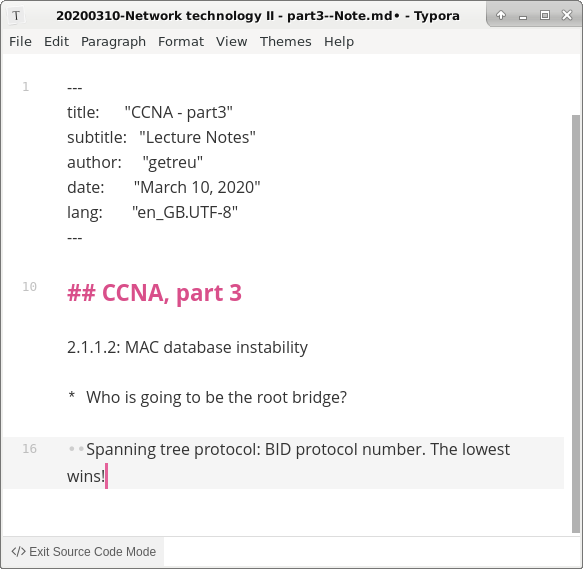 T 20200310-Network technology II - part3--Note.md• - Typora
File Edit Paragraph Format View Themes Help
1 ---
title: "CCNA - part3"
subtitle: "Lecture Notes"
author: "getreu"
date: "March 10, 2020"
lang: "en_GB.UTF-8"
---
10 ## CCNA, part 3
2.1.1.2: MAC database instability
* Who is going to be the root bridge?
16 Spanning tree protocol: BID protocol number. The lowest
wins!
</> Exit Source Code Mode